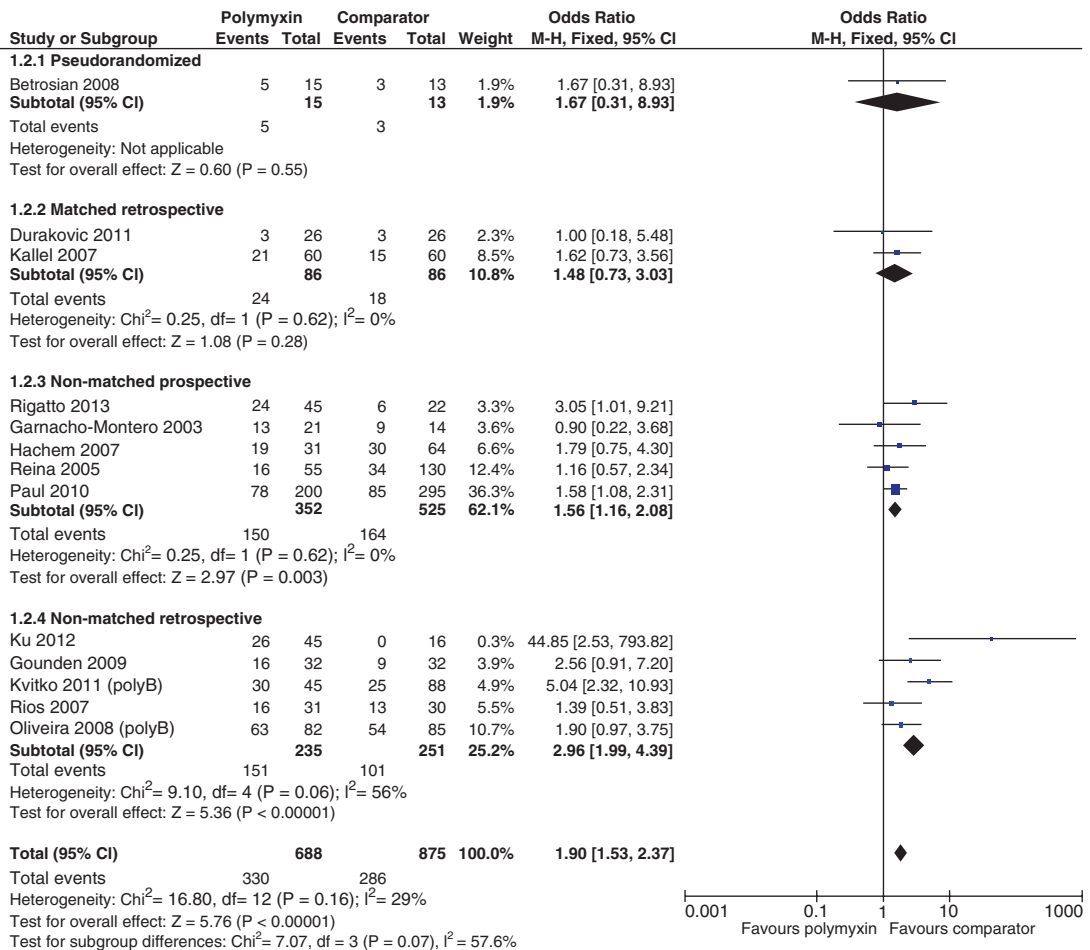 Polymyxin Comparator Odds Ratio Odds Ratio
Study or Subgroup Events Total Events Total Weight M-H, Fixed, 95% CI M-H, Fixed, 95% CI
1.2.1 Pseudorandomized
Betrosian 2008 5 15 3 13 1.9% 1.67 [0.31, 8.93]
Subtotal (95% CI) 15 13 1.9% 1.67 [0.31, 8.93]
Total events 5 3
Heterogeneity: Not applicable
Test for overall effect: Z = 0.60 (P = 0.55)
1.2.2 Matched retrospective
Durakovic 2011 3 26 3 26 2.3% 1.00 [0.18, 5.48]
Kallel 2007 21 60 15 60 8.5% 1.62 [0.73, 3.56]
Subtotal (95% CI) 86 86 10.8% 1.48 [0.73, 3.03]
Total events 24 18
Heterogeneity: Chi²= 0.25, df= 1 (P = 0.62); I²= 0%
Test for overall effect: Z = 1.08 (P = 0.28)
1.2.3 Non-matched prospective
Rigatto 2013 24 45 6 22 3.3% 3.05 [1.01, 9.21]
Garnacho-Montero 2003 13 21 9 14 3.6% 0.90 [0.22, 3.68]
Hachem 2007 19 31 30 64 6.6% 1.79 [0.75, 4.30]
Reina 2005 16 55 34 130 12.4% 1.16 [0.57, 2.34]
Paul 2010 78 200 85 295 36.3% 1.58 [1.08, 2.31]
Subtotal (95% CI) 352 525 62.1% 1.56 [1.16, 2.08]
Total events 150 164
Heterogeneity: Chi²= 0.25, df= 1 (P = 0.62); I²= 0%
Test for overall effect: Z = 2.97 (P = 0.003)
1.2.4 Non-matched retrospective
Ku 2012 26 45 0 16 0.3% 44.85 [2.53, 793.82]
Gounden 2009 16 32 9 32 3.9% 2.56 [0.91, 7.20]
Kvitko 2011 (polyB) 30 45 25 88 4.9% 5.04 [2.32, 10.93]
Rios 2007 16 31 13 30 5.5% 1.39 [0.51, 3.83]
Oliveira 2008 (polyB) 63 82 54 85 10.7% 1.90 [0.97, 3.75]
Subtotal (95% CI) 235 251 25.2% 2.96 [1.99, 4.39]
Total events 151 101
Heterogeneity: Chi²= 9.10, df= 4 (P = 0.06); I²= 56%
Test for overall effect: Z = 5.36 (P < 0.00001)
Total (95% CI) 688 875 100.0% 1.90 [1.53, 2.37]
Total events 330 286
Heterogeneity: Chi²= 16.80, df= 12 (P = 0.16); I²= 29%
Test for overall effect: Z = 5.76 (P < 0.00001)
Test for subgroup differences: Chi²= 7.07, df = 3 (P = 0.07), I² = 57.6%
0.001 0.1 1 10 1000
Favours polymyxin Favours comparator